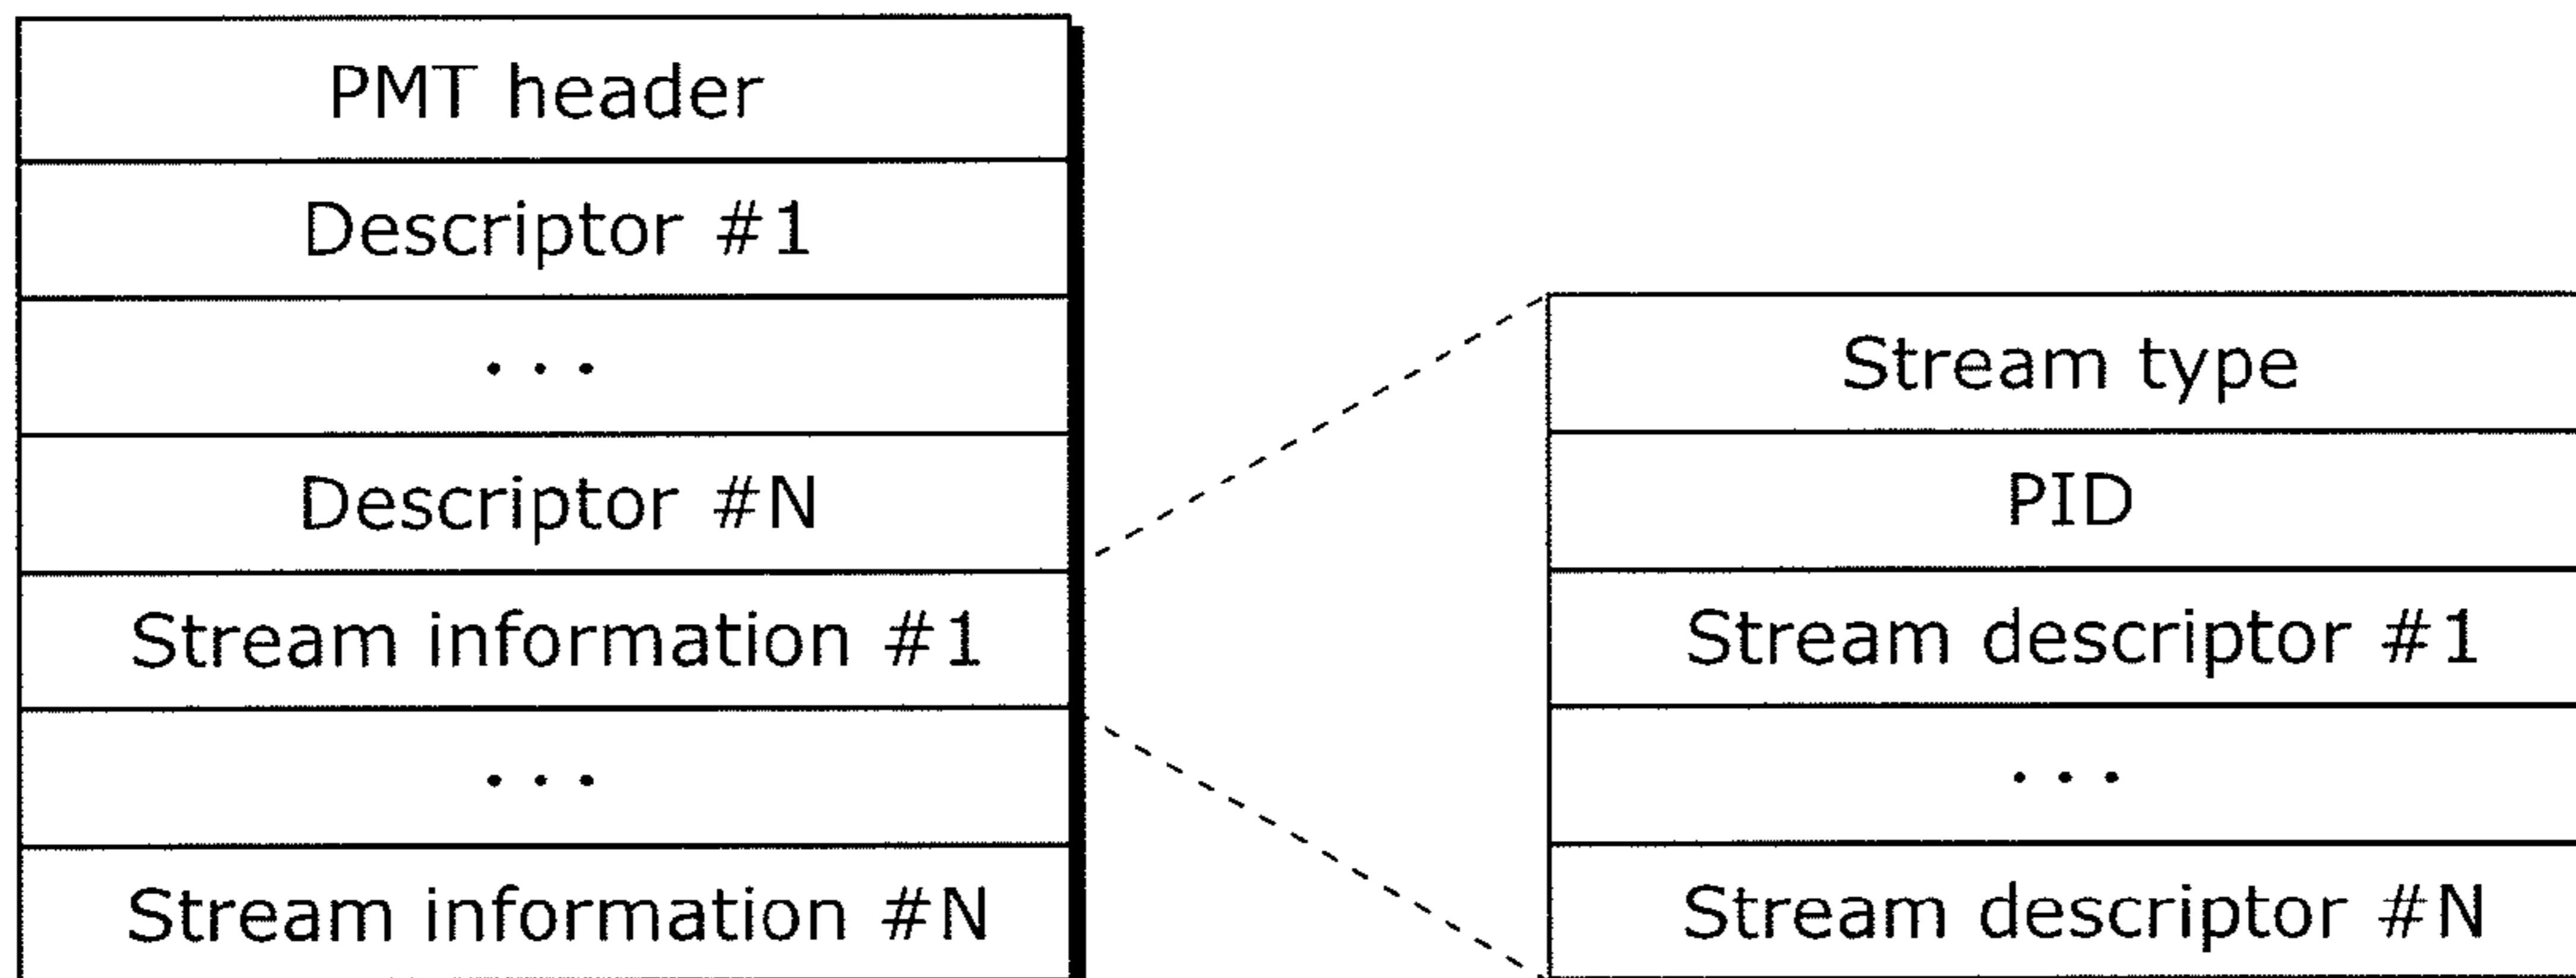 PMT header
Descriptor #1
...
Descriptor #N
Stream information #1
...
Stream information #N
Stream type
PID
Stream descriptor #1
...
Stream descriptor #N